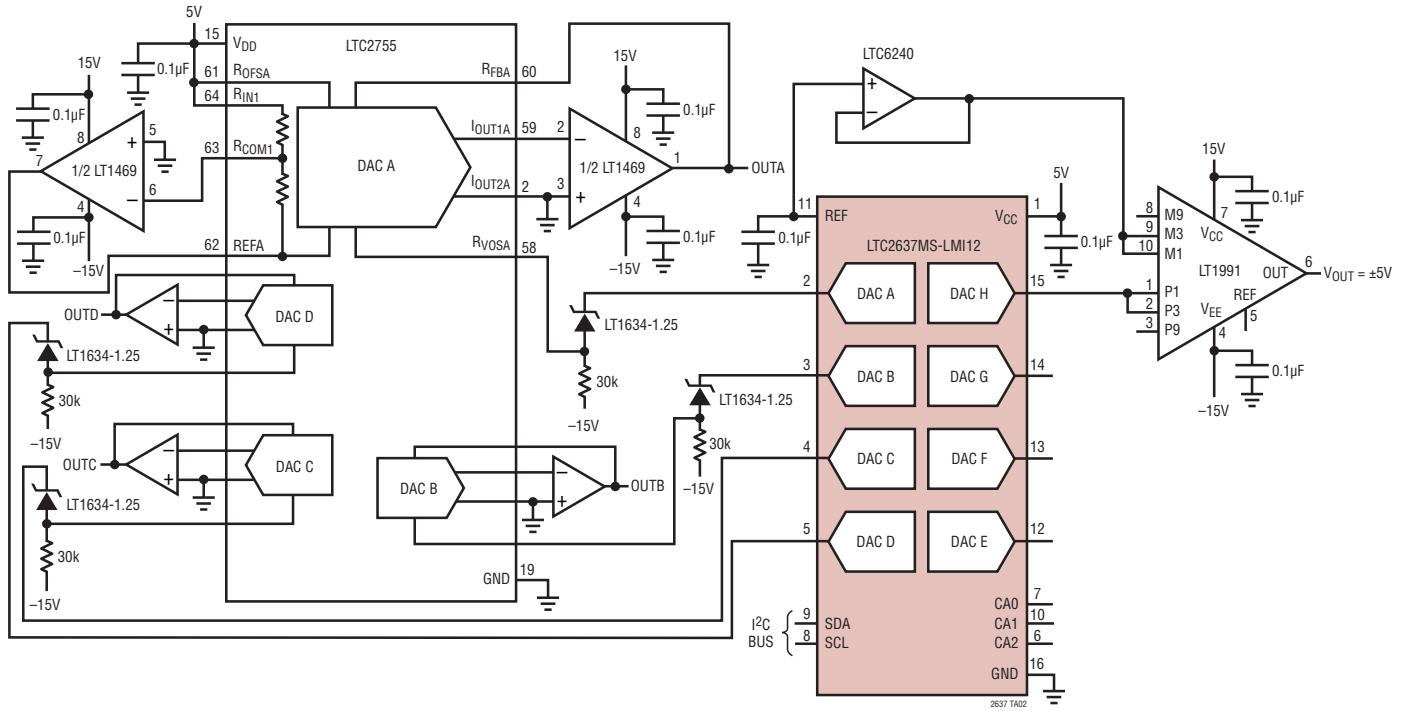 5V
15
VDD
LTC2755
0.1µF
61
ROFSA
RFBA
60
64
RIN1
15V
0.1µF
8
5
+
7
1/2 LT1469
63
RCOM1
6
–
4
0.1µF
–15V
62
REFA
DAC A
IOUT1A
59
2
–
IOUT2A
2
3
+
15V
0.1µF
8
1/2 LT1469
1
OUTA
4
0.1µF
–15V
RVOSA
58
OUTD
–
+
DAC D
LT1634-1.25
30k
–15V
OUTC
–
+
DAC C
LT1634-1.25
30k
–15V
DAC B
–
+
OUTB
GND
19
LT1634-1.25
30k
–15V
LT1634-1.25
30k
–15V
LTC6240
+
–
0.1µF
11
REF
VCC
1
5V
0.1µF
LTC2637MS-LMI12
2
DAC A
DAC H
15
3
DAC B
DAC G
14
4
DAC C
DAC F
13
5
DAC D
DAC E
12
I2C
BUS
9
SDA
8
SCL
CA0
7
CA1
10
CA2
6
GND
16
2637 TA02
15V
0.1µF
7
8
M9
9
M3
10
M1
VCC
LT1991
OUT
6
VOUT = ±5V
1
P1
2
P3
3
P9
REF
5
VEE
4
0.1µF
–15V